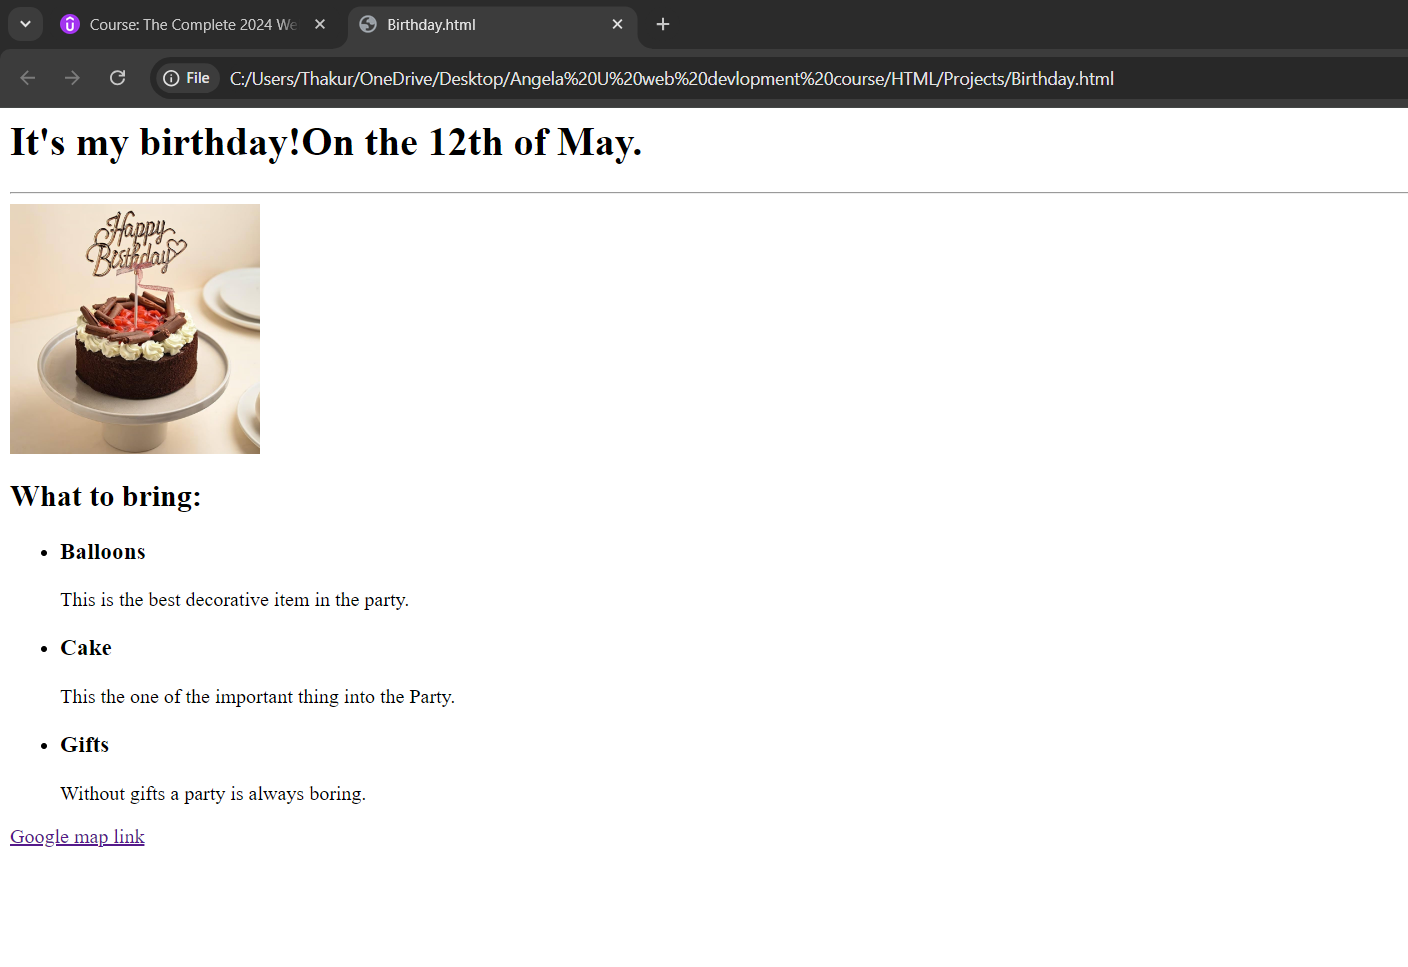 Course: The Complete 2024 We
Birthday.html
File
C:/Users/Thakur/OneDrive/Desktop/Angela%20U%20web%20devlopment%20course/HTML/Projects/Birthday.html
It's my birthday!On the 12th of May.
Happy
Birthday
What to bring:
Balloons
This is the best decorative item in the party.
Cake
This the one of the important thing into the Party.
Gifts
Without gifts a party is always boring.
Google map link